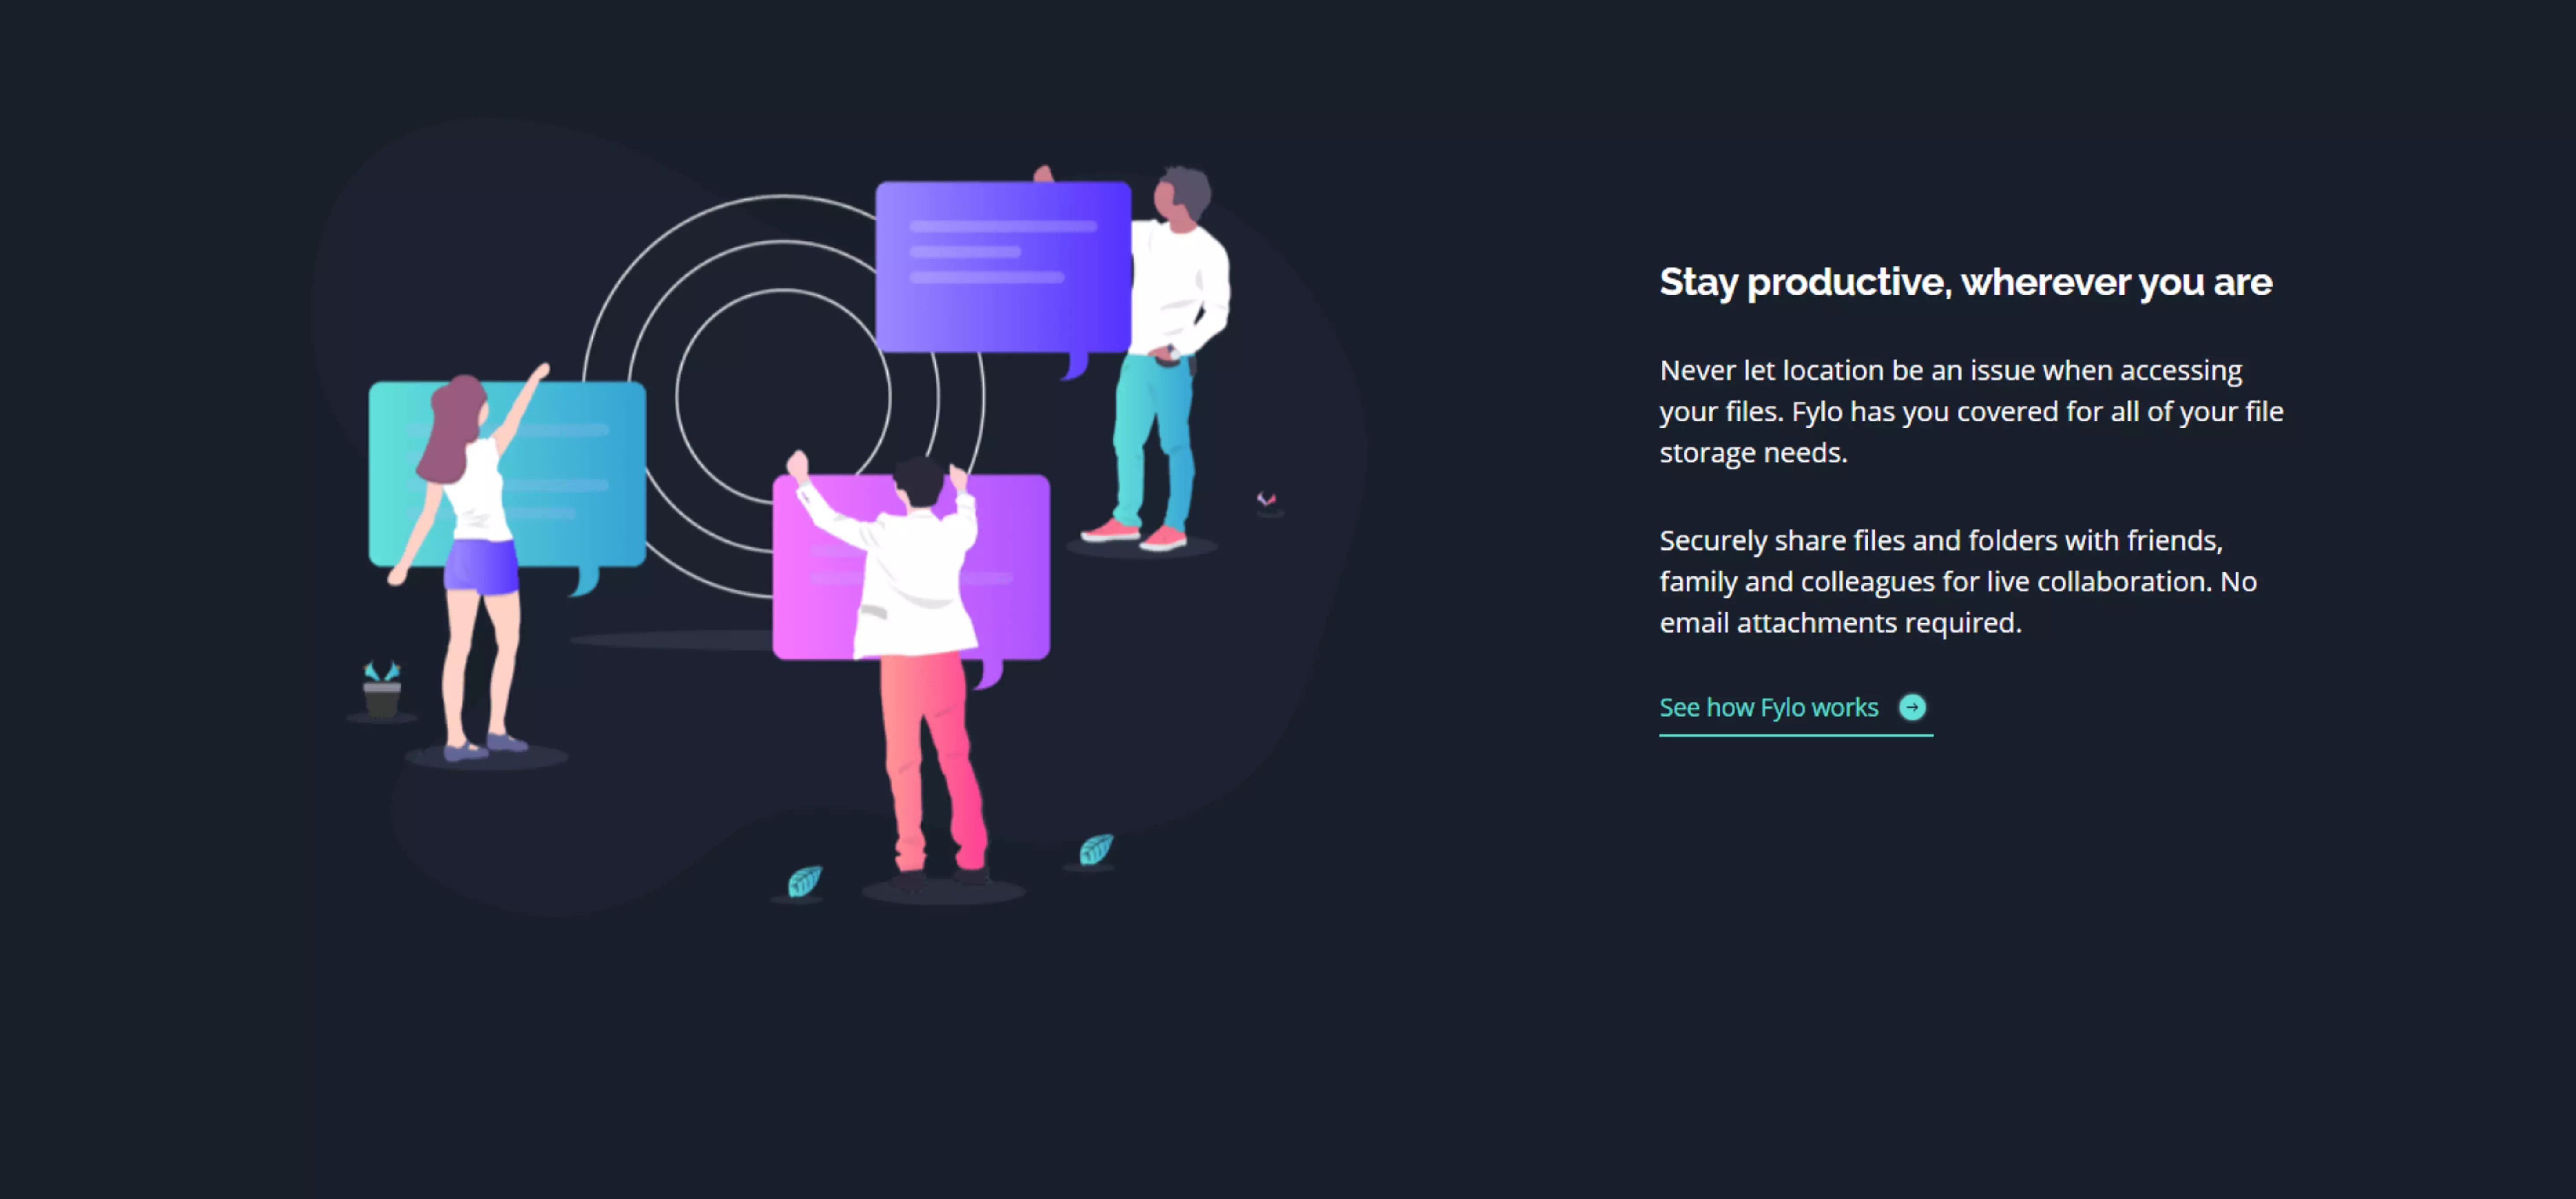 Stay productive, wherever you are
Never let location be an issue when accessing
your files. Fylo has you covered for all of your file
storage needs.
Securely share files and folders with friends,
family and colleagues for live collaboration. No
email attachments required.
See how Fylo works